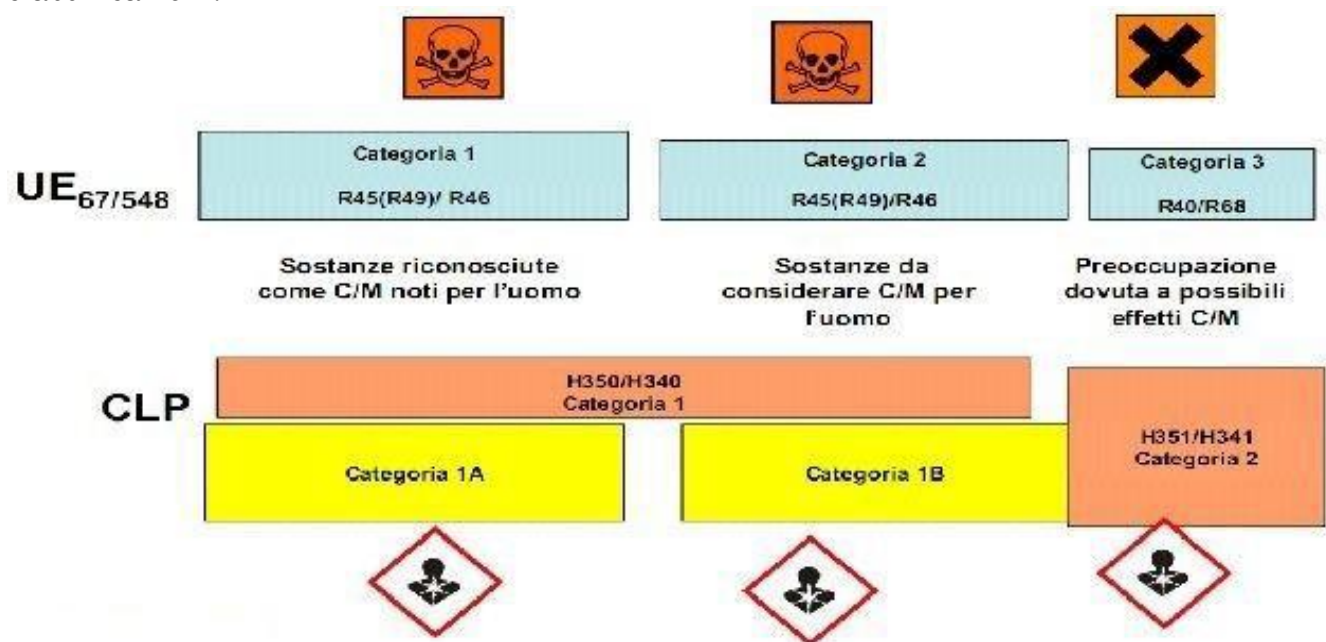 Categoria 1
R45(R49)/ R46
Categoria 2
R45(R49)/R46
Categoria 3
R40/R68
UE67/548
Sostanze riconosciute
come C/M noti per l'uomo
Sostanze da
considerare C/M per
l'uomo
Preoccupazione
dovuta a possibili
effetti C/M
CLP
H350/H340
Categoria 1
H351/H341
Categoria 2
Categoria 1A
Categoria 1B